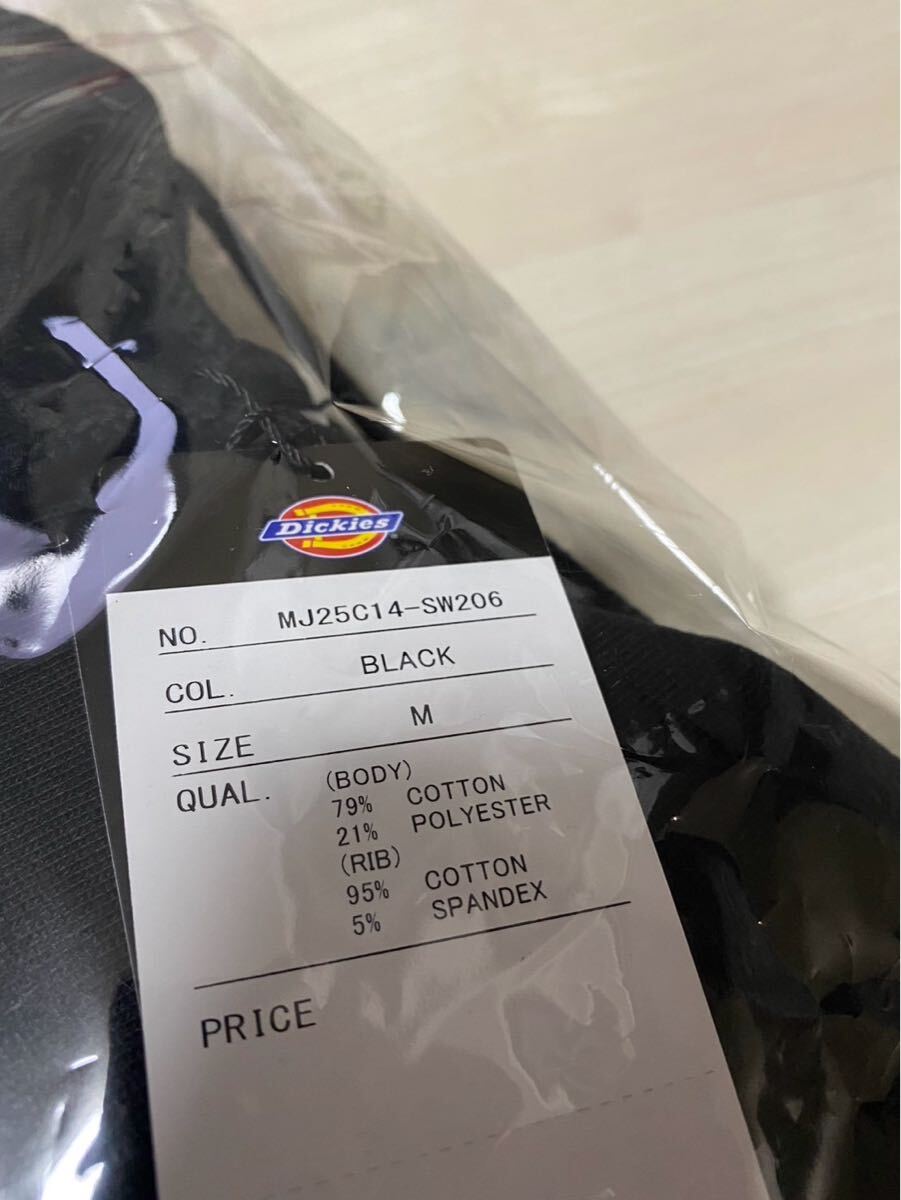 Dickies
NO. MJ25C14-SW206
COL. BLACK
SIZE M
QUAL. (BODY)
79% COTTON
21% POLYESTER
(RIB)
95% COTTON
5% SPANDEX
PRICE